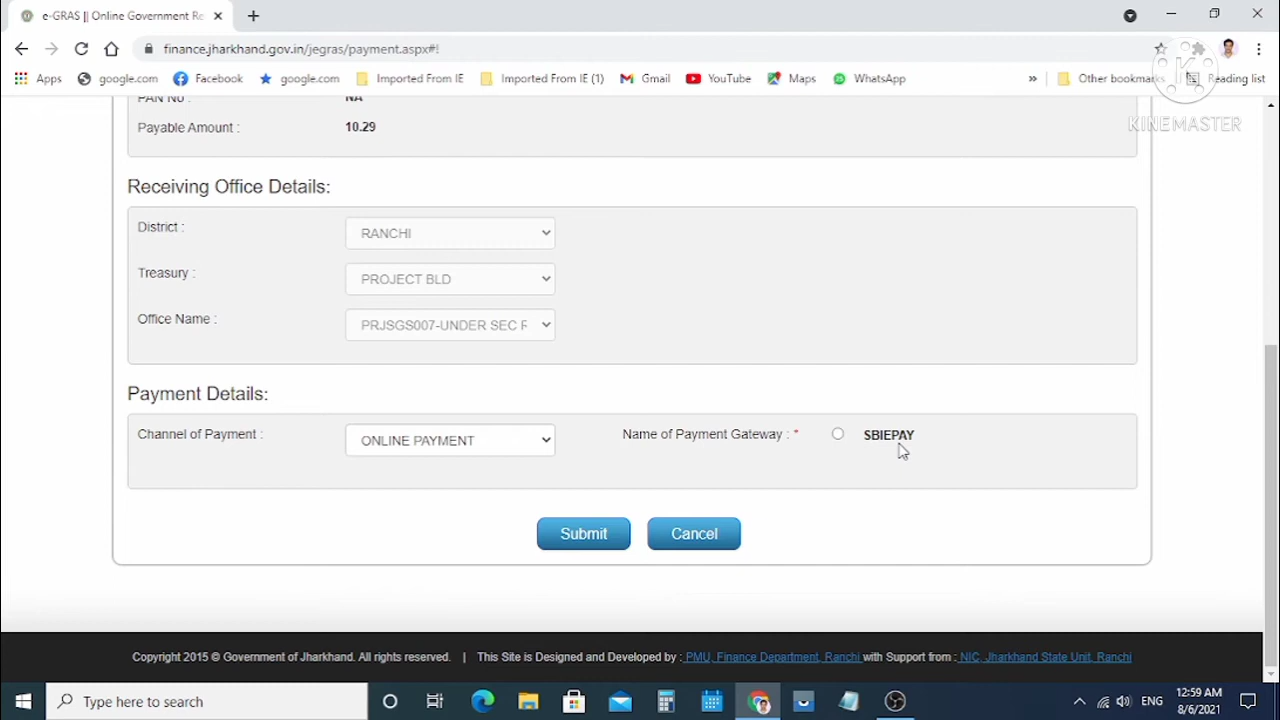 e-GRAS || Online Government Re
finance.jharkhand.gov.in/jegras/payment.aspx#!
Apps google.com Facebook google.com Imported From IE Imported From IE (1) Gmail YouTube Maps WhatsApp » Other bookmarks Reading list
KINEMASTER
PAN No : NA
Payable Amount : 10.29
Receiving Office Details:
District : RANCHI
Treasury : PROJECT BLD
Office Name : PRJSGS007-UNDER SEC R
Payment Details:
Channel of Payment : ONLINE PAYMENT Name of Payment Gateway : * SBIEPAY
Submit Cancel
Copyright 2015 © Government of Jharkhand. All rights reserved. | This Site is Designed and Developed by : PMU, Finance Department, Ranchi with Support from : NIC, Jharkhand State Unit, Ranchi
Type here to search
ENG
12:59 AM
8/6/2021